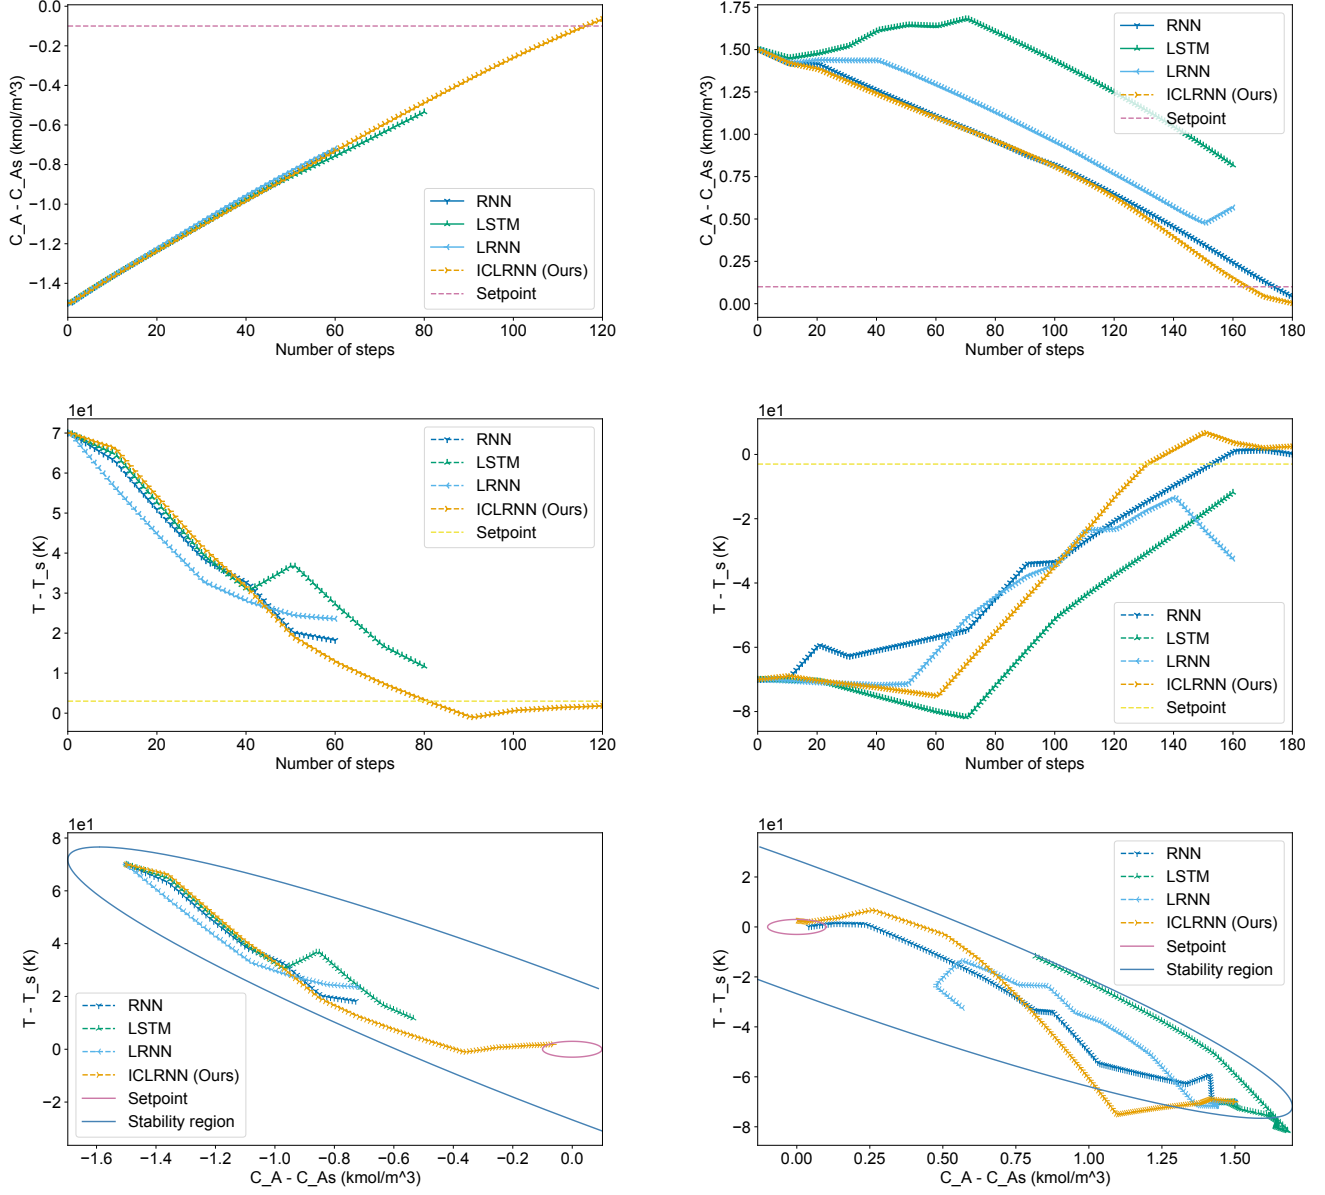 0.0
−0.2
−0.4
−0.6
−0.8
−1.0
−1.2
−1.4
C_A - C_As (kmol/m^3)
RNN
LSTM
LRNN
ICLRNN (Ours)
Setpoint
0 20 40 60 80 100 120
Number of steps
1.75
1.50
1.25
1.00
0.75
0.50
0.25
0.00
C_A - C_As (kmol/m^3)
RNN
LSTM
LRNN
ICLRNN (Ours)
Setpoint
0 20 40 60 80 100 120 140 160 180
Number of steps
1e1
7
6
5
4
3
2
1
0
T - T_s (K)
RNN
LSTM
LRNN
ICLRNN (Ours)
Setpoint
0 20 40 60 80 100 120
Number of steps
1e1
0
−2
−4
−6
−8
T - T_s (K)
RNN
LSTM
LRNN
ICLRNN (Ours)
Setpoint
0 20 40 60 80 100 120 140 160 180
Number of steps
1e1
8
6
4
2
0
−2
T - T_s (K)
RNN
LSTM
LRNN
ICLRNN (Ours)
Setpoint
Stability region
−1.6 −1.4 −1.2 −1.0 −0.8 −0.6 −0.4 −0.2 0.0
C_A - C_As (kmol/m^3)
1e1
2
0
−2
−4
−6
−8
T - T_s (K)
RNN
LSTM
LRNN
ICLRNN (Ours)
Setpoint
Stability region
0.00 0.25 0.50 0.75 1.00 1.25 1.50
C_A - C_As (kmol/m^3)